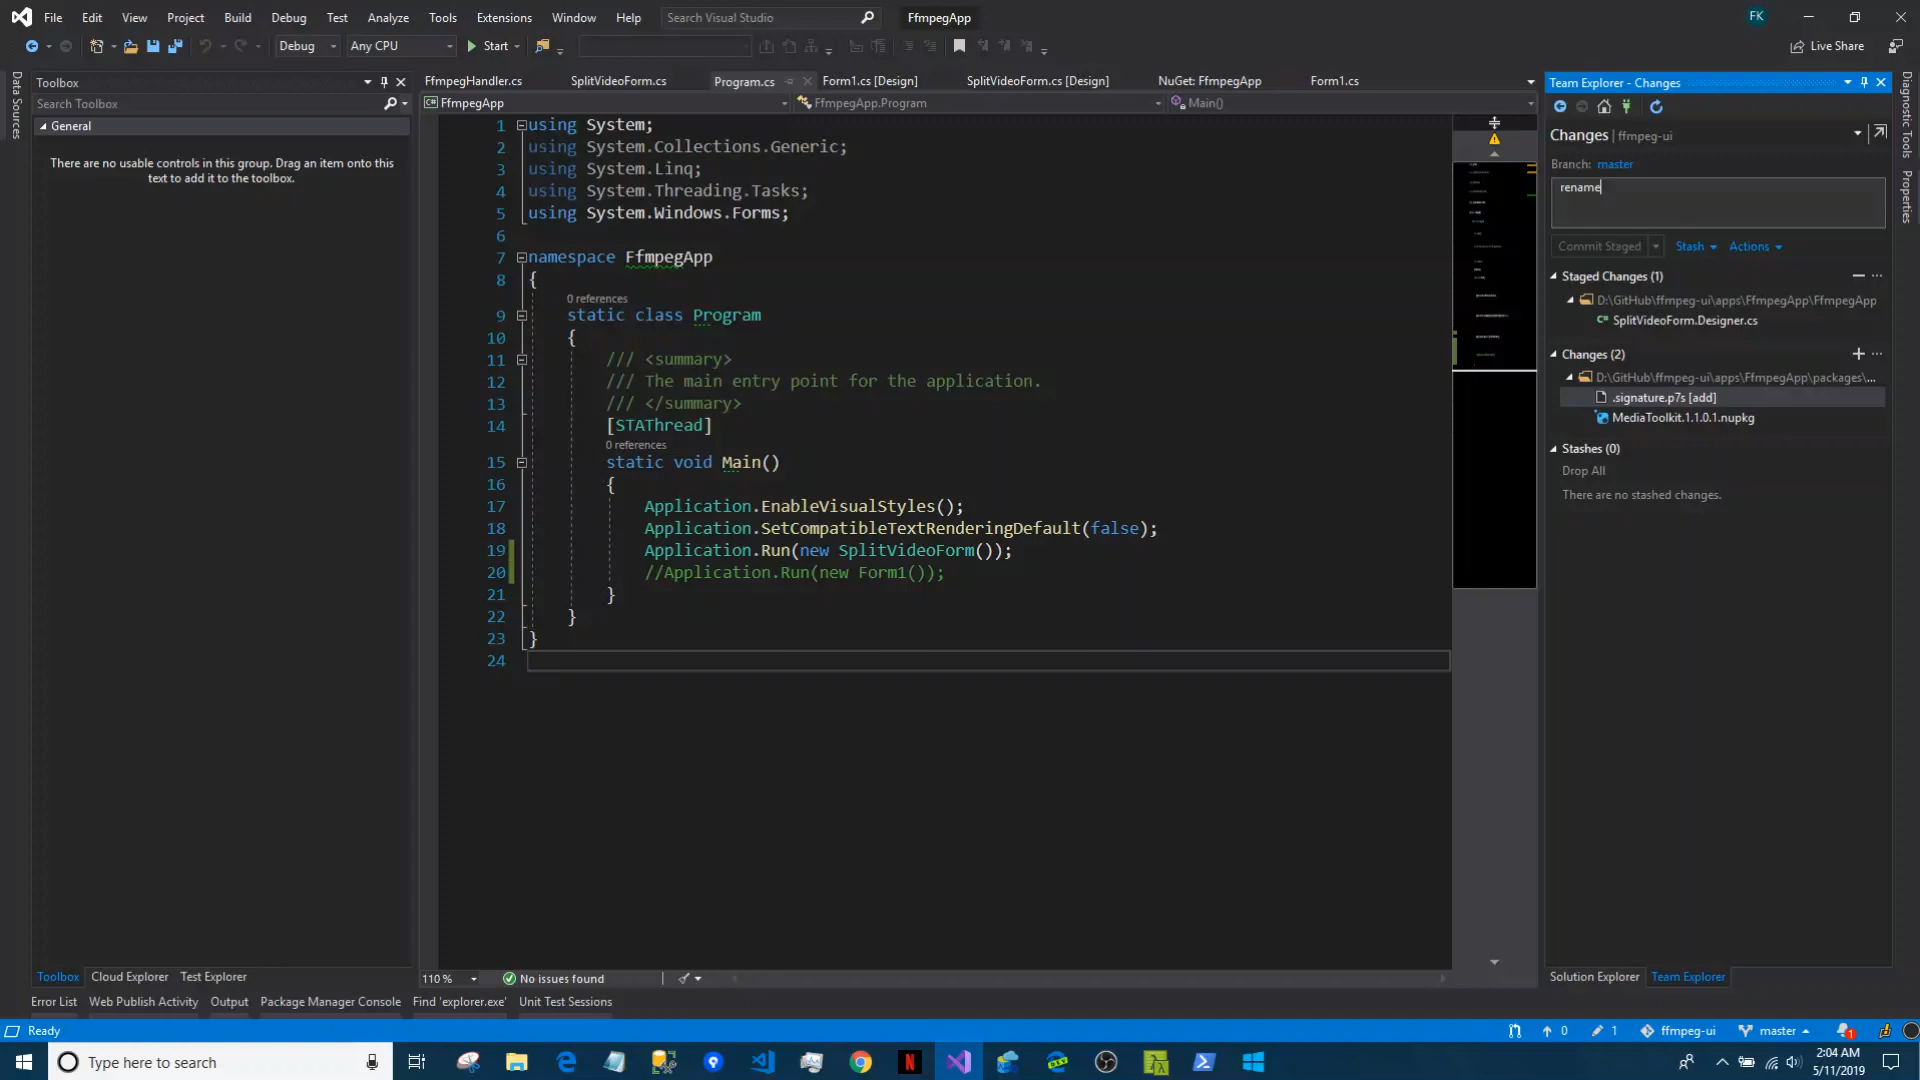 File Edit View Project Build Debug Test Analyze Tools Extensions Window Help Search Visual Studio FfmpegApp FK
Debug Any CPU Start Live Share
Data Sources
Toolbox
Search Toolbox
General
There are no usable controls in this group. Drag an item onto this
text to add it to the toolbox.
FfmpegHandler.cs SplitVideoForm.cs Program.cs Form1.cs [Design] SplitVideoForm.cs [Design] NuGet: FfmpegApp Form1.cs
FfmpegApp FfmpegApp.Program Main()
1 using System;
2 using System.Collections.Generic;
3 using System.Linq;
4 using System.Threading.Tasks;
5 using System.Windows.Forms;
6
7 namespace FfmpegApp
8 {
0 references
9 static class Program
10 {
11 /// <summary>
12 /// The main entry point for the application.
13 /// </summary>
14 [STAThread]
0 references
15 static void Main()
16 {
17 Application.EnableVisualStyles();
18 Application.SetCompatibleTextRenderingDefault(false);
19 Application.Run(new SplitVideoForm());
20 //Application.Run(new Form1());
21 }
22 }
23 }
24
110 % No issues found
Team Explorer - Changes
Changes | ffmpeg-ui
Branch: master
rename
Commit Staged Stash Actions
Staged Changes (1)
D:\GitHub\ffmpeg-ui\apps\FfmpegApp\FfmpegApp
SplitVideoForm.Designer.cs
Changes (2)
D:\GitHub\ffmpeg-ui\apps\FfmpegApp\packages\...
.signature.p7s [add]
MediaToolkit.1.1.0.1.nupkg
Stashes (0)
Drop All
There are no stashed changes.
Diagnostic Tools
Properties
Toolbox Cloud Explorer Test Explorer
Solution Explorer Team Explorer
Error List Web Publish Activity Output Package Manager Console Find 'explorer.exe' Unit Test Sessions
Ready 0 1 ffmpeg-ui master 1
Type here to search
2:04 AM
5/11/2019